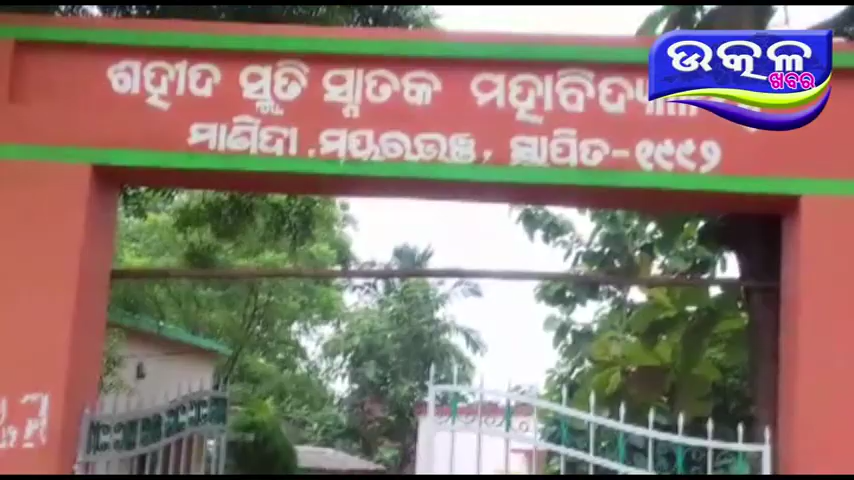 ଶହୀଦ ସ୍ମୃତି ସ୍ନାତକ ମହାବିଦ୍ୟାଳୟ
ମାଣିଦା, ମୟୂରଭଞ୍ଜ, ସ୍ଥାପିତ-୧୯୯୨
ଉତ୍କଳ
ଖବର